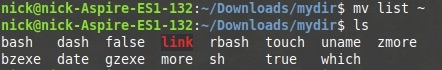 nick@nick-Aspire-ES1-132:~/Downloads/mydir$ mv list ~
nick@nick-Aspire-ES1-132:~/Downloads/mydir$ ls
bash dash false link rbash touch uname zmore
bzexe date gzexe more sh true which